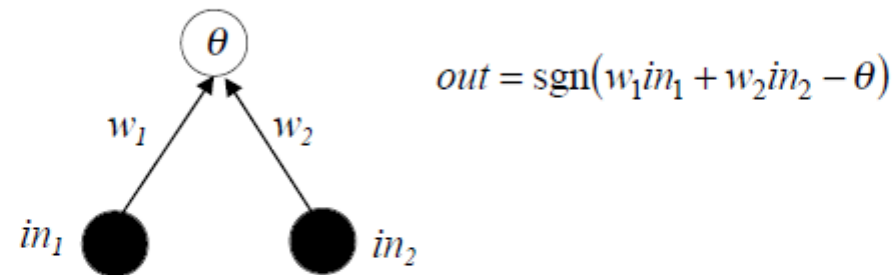 θ
out = sgn(w₁in₁ + w₂in₂ − θ)
w₁ w₂
in₁ in₂